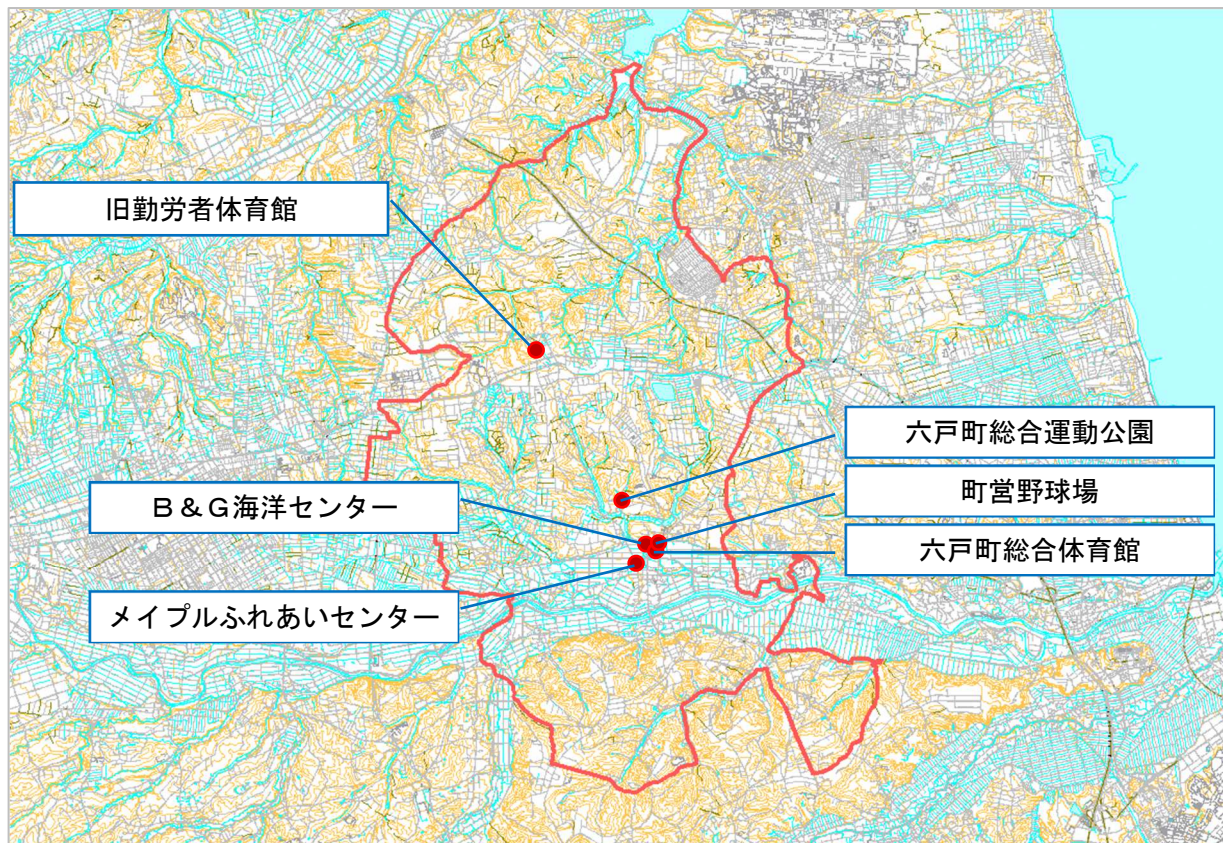 旧勤労者体育館
六戸町総合運動公園
B&G海洋センター
町営野球場
六戸町総合体育館
メイプルふれあいセンター